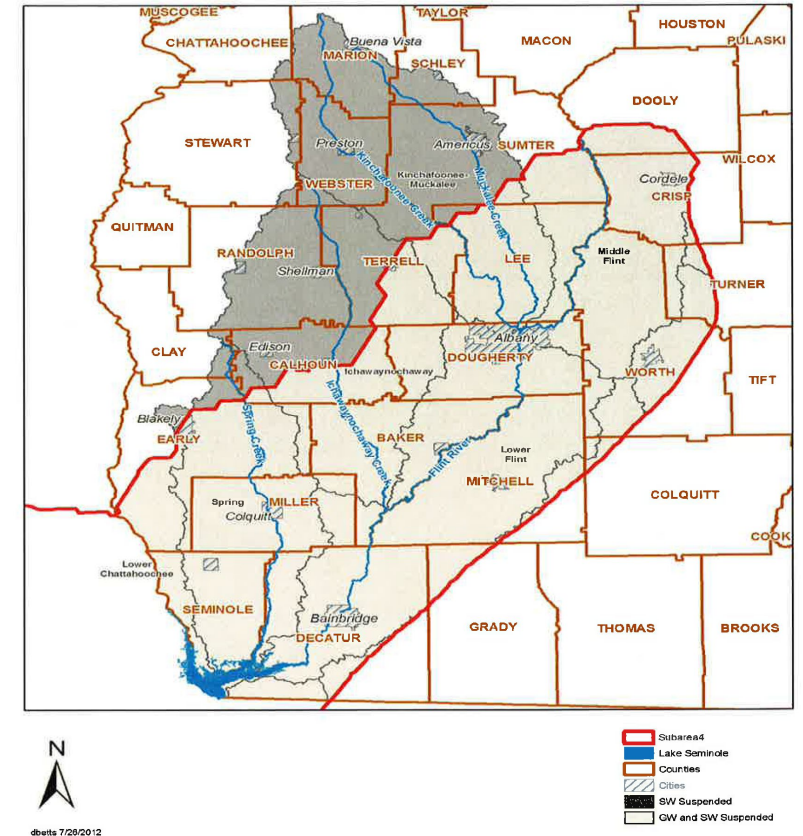 MUSCOGEE
TAYLOR
HOUSTON
CHATTAHOOCHEE
Buena Vista
MACON
PULASKI
MARION
SCHLEY
DOOLY
STEWART
Preston
Americus
SUMTER
WILCOX
Kinchafoonee-
Muckalee
WEBSTER
Kinchafoonee Creek
Muckalee Creek
Cordele
CRISP
QUITMAN
RANDOLPH
Shellman
TERRELL
LEE
Middle
Flint
TURNER
CLAY
Edison
CALHOUN
Ichawaynochaway
Albany
DOUGHERTY
WORTH
TIFT
Blakely
EARLY
Spring Creek
Ichawaynochaway Creek
BAKER
Flint River
Lower
Flint
MITCHELL
COLQUITT
Spring
MILLER
Colquitt
COOK
Lower
Chattahoochee
SEMINOLE
Bainbridge
DECATUR
GRADY
THOMAS
BROOKS
N
Subarea4
Lake Seminole
Counties
Cities
SW Suspended
GW and SW Suspended
dbetts 7/26/2012